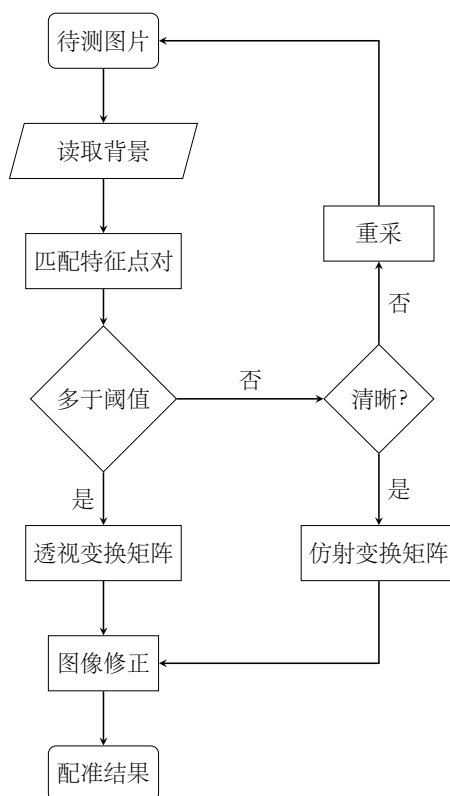 待测图片
读取背景
匹配特征点对
重采
否
多于阈值
否
清晰?
是
是
透视变换矩阵
仿射变换矩阵
图像修正
配准结果